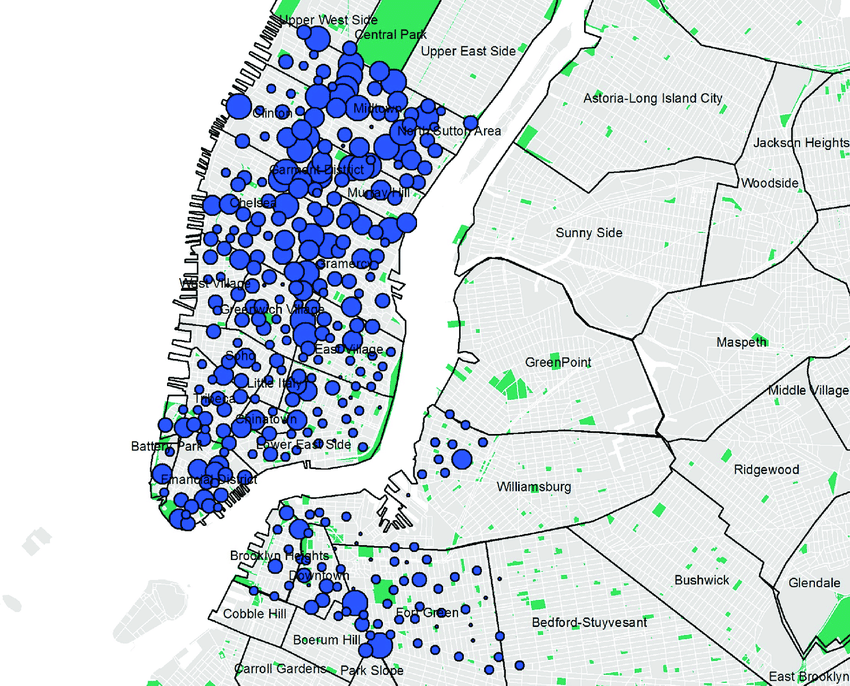 Upper West Side
Central Park
Upper East Side
Astoria-Long Island City
Midtown
Clinton
North Sutton Area
Jackson Heights
Garment District
Woodside
Murray Hill
Chelsea
Sunny Side
Gramercy
West Village
Greenwich Village
Maspeth
East Village
Soho
GreenPoint
Little Italy
Middle Village
Tribeca
Chinatown
Battery Park
Lower East Side
Ridgewood
Financial District
Williamsburg
Brooklyn Heights
Downtown
Bushwick
Glendale
Cobble Hill
Fort Green
Bedford-Stuyvesant
Boerum Hill
Carroll Gardens
Park Slope
East Brooklyn